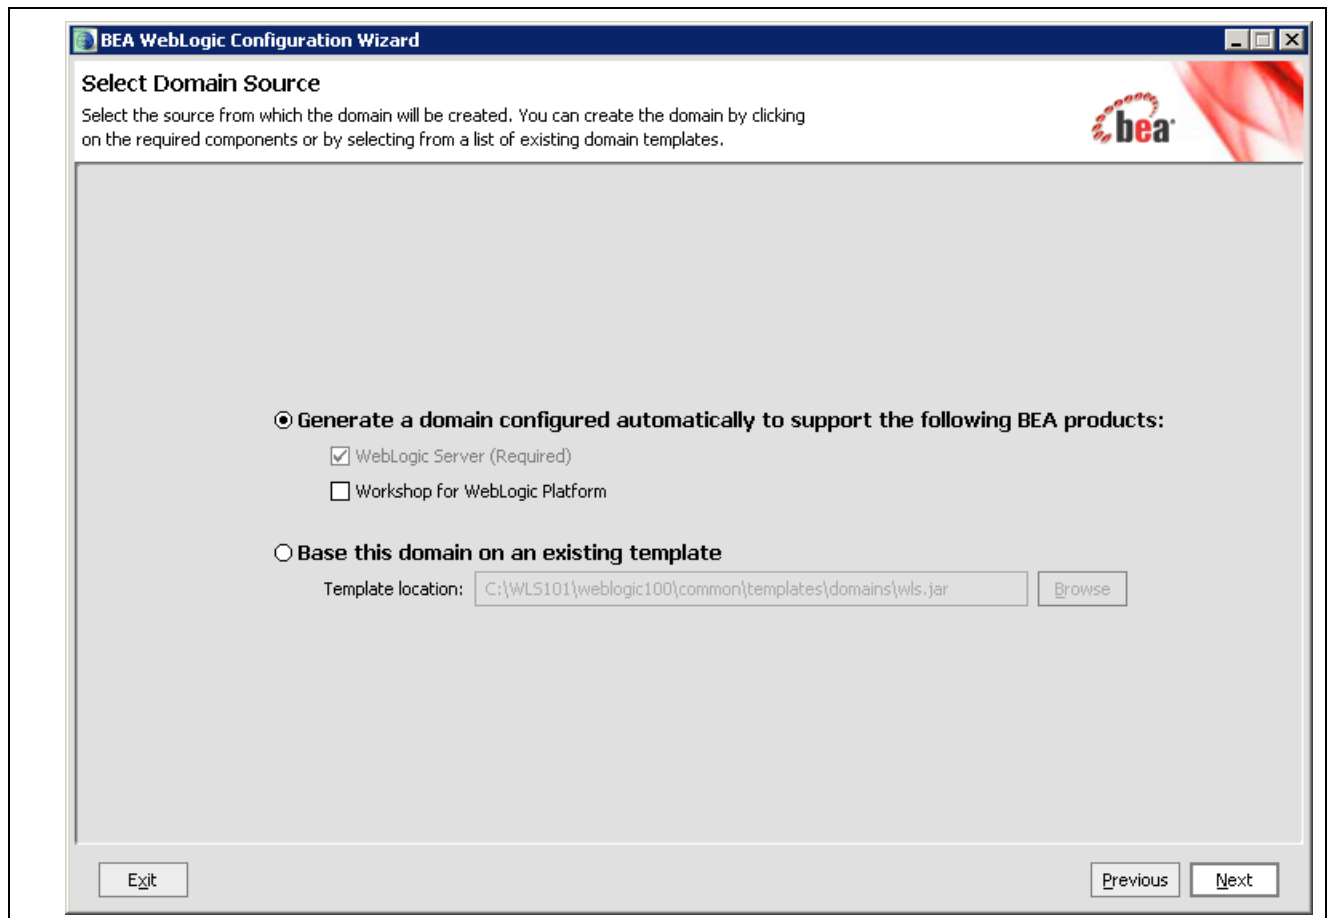 BEA WebLogic Configuration Wizard
Select Domain Source
Select the source from which the domain will be created. You can create the domain by clicking
on the required components or by selecting from a list of existing domain templates.
bea
Generate a domain configured automatically to support the following BEA products:
WebLogic Server (Required)
Workshop for WebLogic Platform
Base this domain on an existing template
Template location: C:\WLS101\weblogic100\common\templates\domains\wls.jar Browse
Exit Previous Next